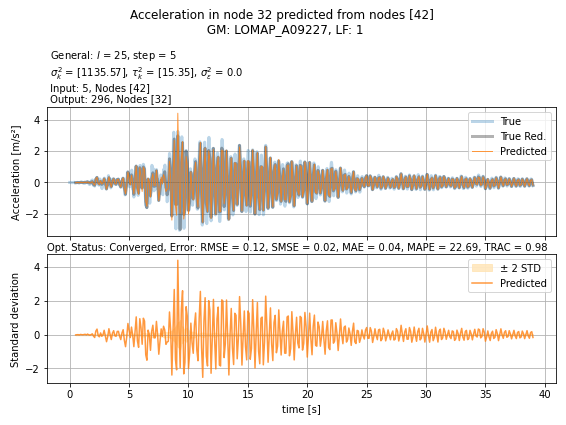 Acceleration in node 32 predicted from nodes [42]
GM: LOMAP_A09227, LF: 1
General: l = 25, step = 5
σ²ₖ = [1135.57], τ²ₖ = [15.35], σ²ε = 0.0
Input: 5, Nodes [42]
Output: 296, Nodes [32]
Acceleration [m/s²]
4
2
0
−2
True
True Red.
Predicted
Opt. Status: Converged, Error: RMSE = 0.12, SMSE = 0.02, MAE = 0.04, MAPE = 22.69, TRAC = 0.98
Standard deviation
4
2
0
−2
± 2 STD
Predicted
0 5 10 15 20 25 30 35 40
time [s]